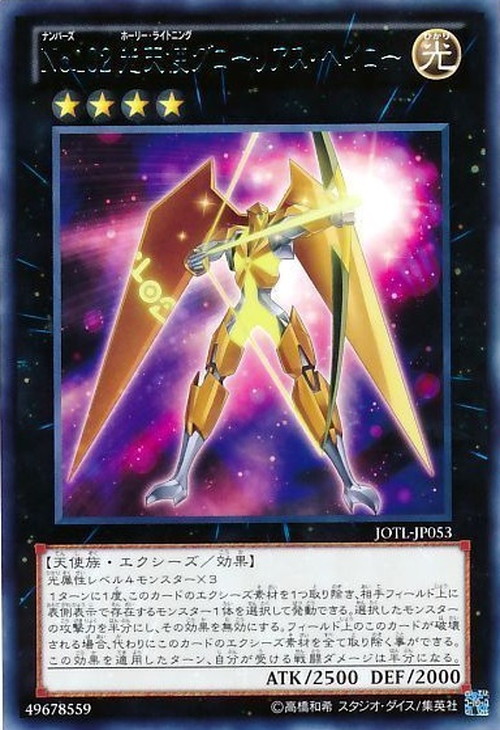 ナンバーズ ホーリー・ライトニング
No.102 光天使グローリアス・ヘイロー
ひかり
光
102
JOTL-JP053
【天使族・エクシーズ/効果】
光属性レベル4モンスター×3
1ターンに1度、このカードのエクシーズ素材を1つ取り除き、相手フィールド上に
表側表示で存在するモンスター1体を選択して発動できる。選択したモンスター
の攻撃力を半分にし、その効果を無効にする。フィールド上のこのカードが破壊
される場合、代わりにこのカードのエクシーズ素材を全て取り除く事ができる。
この効果を適用したターン、自分が受ける戦闘ダメージは半分になる。
ATK/2500 DEF/2000
49678559
©高橋和希 スタジオ・ダイス/集英社